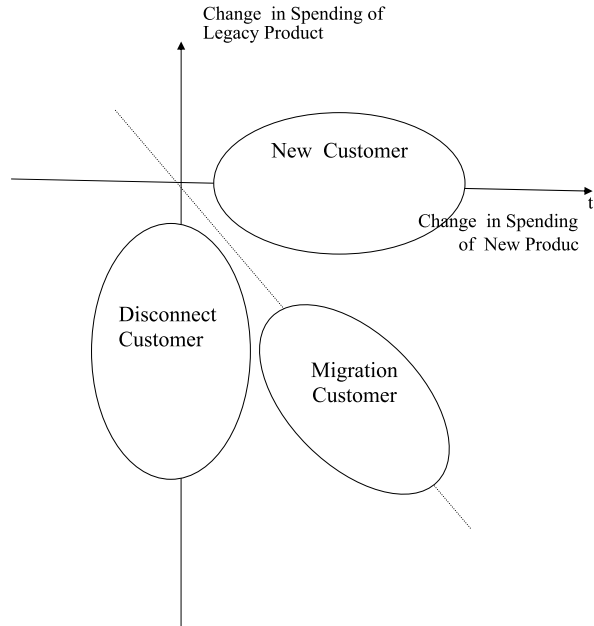 Change in Spending of
Legacy Product
New Customer
t
Change in Spending
of New Produc
Disconnect
Customer
Migration
Customer